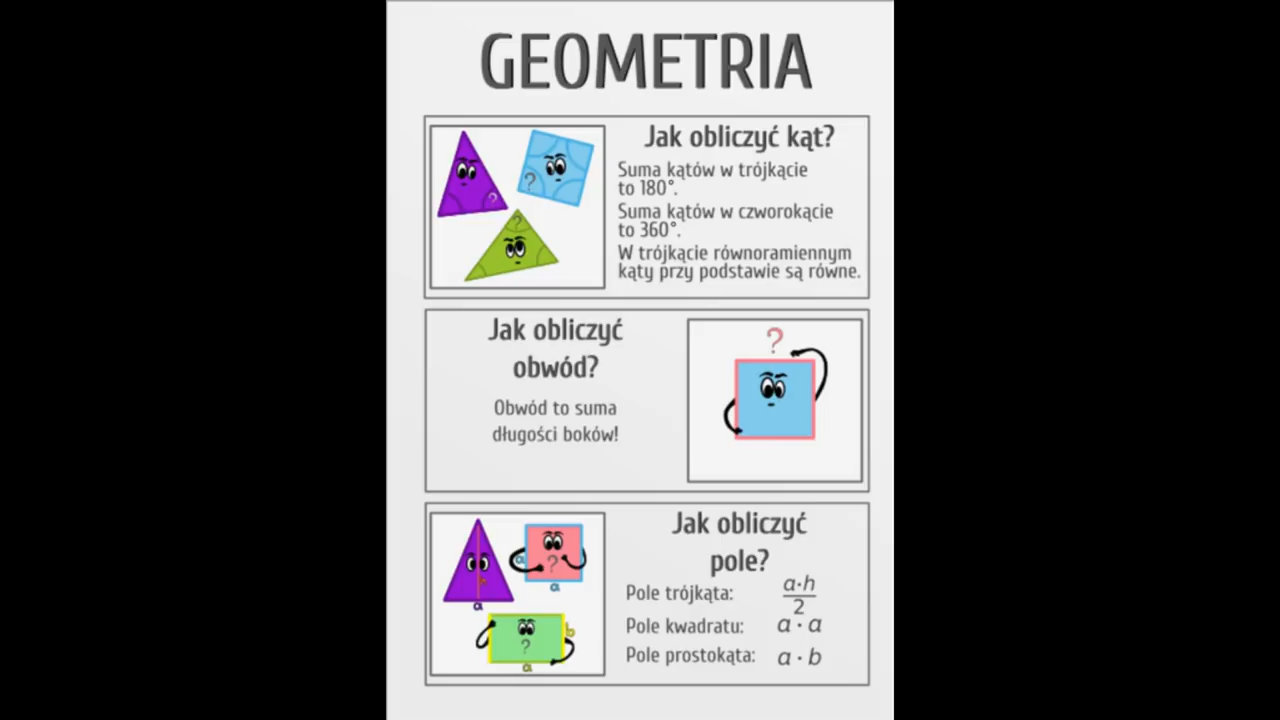 GEOMETRIA
Jak obliczyć kąt?
Suma kątów w trójkącie
to 180°.
Suma kątów w czworokącie
to 360°.
W trójkącie równoramiennym
kąty przy podstawie są równe.
?
?
?
Jak obliczyć
obwód?
Obwód to suma
długości boków!
?
Jak obliczyć
pole?
Pole trójkąta: a·h
2
Pole kwadratu: a · a
Pole prostokąta: a · b
h
a
a
?
a
?
b
a